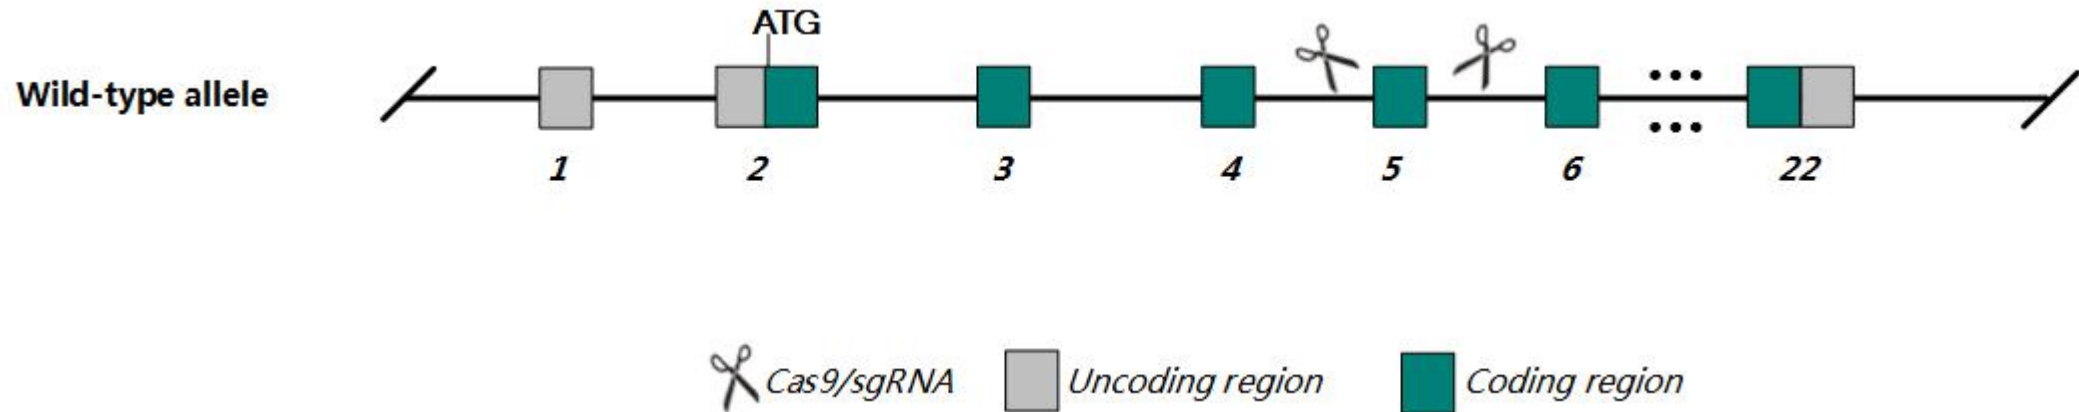 ATG
Wild-type allele
1 2 3 4 5 6 22
Cas9/sgRNA Uncoding region Coding region